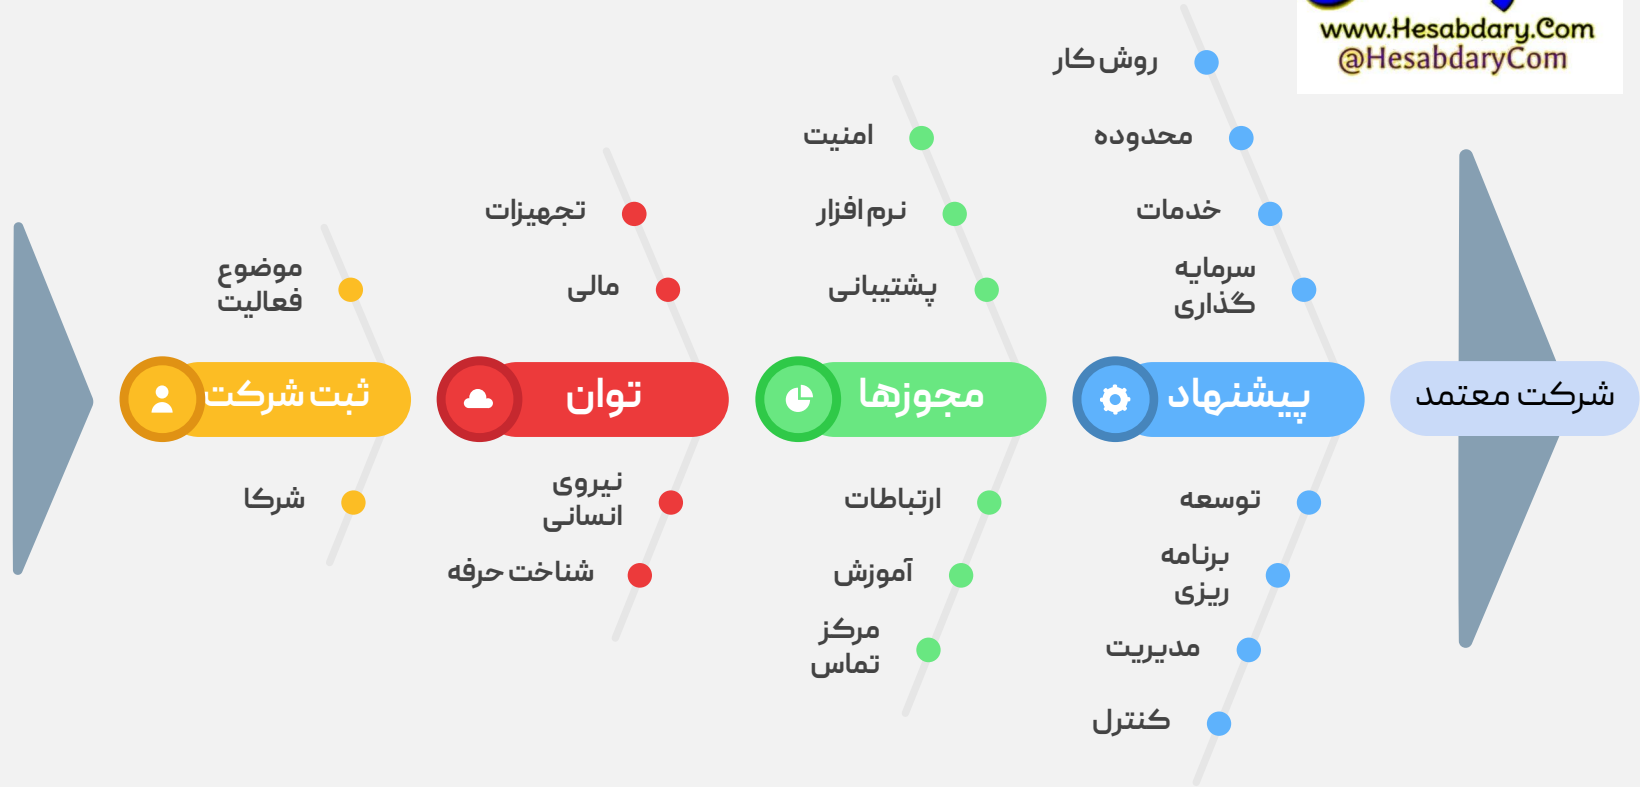 www.Hesabdary.Com
@HesabdaryCom
روش کار
محدوده
خدمات
سرمایه
گذاری
امنیت
نرم افزار
پشتیبانی
تجهیزات
مالی
موضوع
فعالیت
شرکت معتمد
پیشنهاد
مجوزها
توان
ثبت شرکت
توسعه
برنامه
ریزی
مدیریت
کنترل
ارتباطات
آموزش
مرکز
تماس
نیروی
انسانی
شناخت حرفه
شرکا